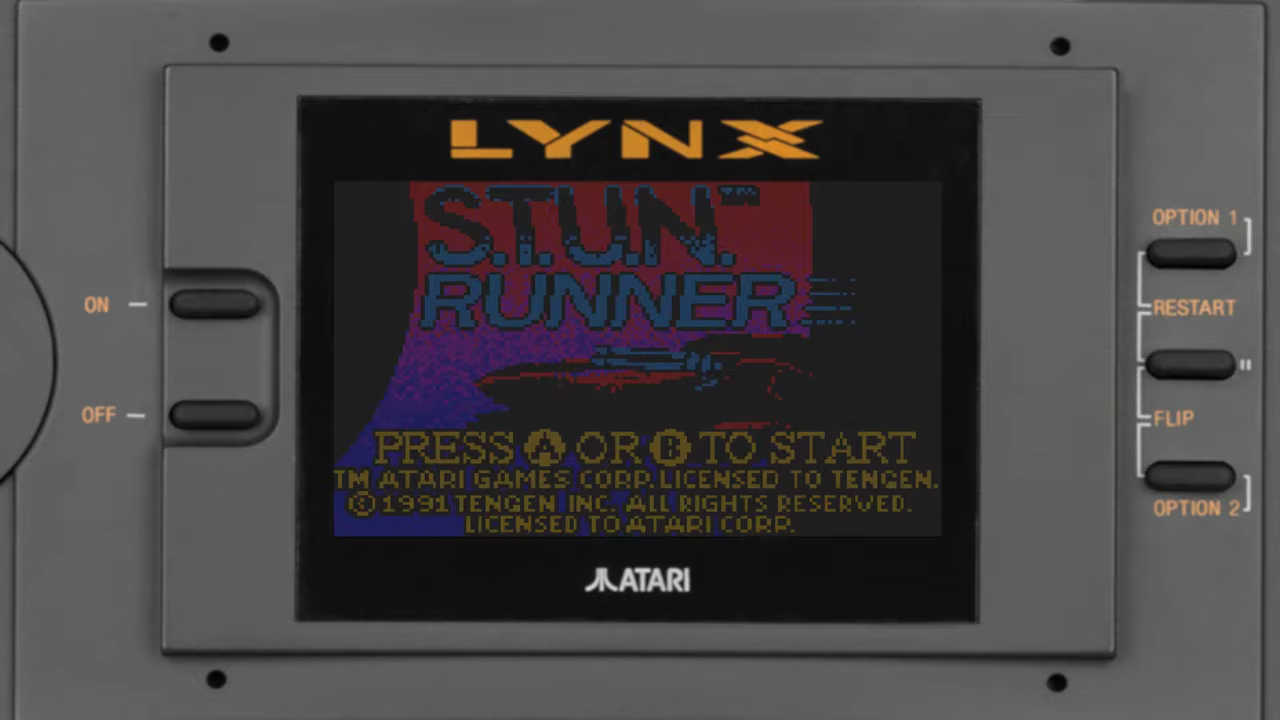 LYNX
S.T.U.N.™
RUNNER
PRESS A OR B TO START
TM ATARI GAMES CORP. LICENSED TO TENGEN.
© 1991 TENGEN INC. ALL RIGHTS RESERVED.
LICENSED TO ATARI CORP.
ATARI
ON
OFF
OPTION 1
RESTART
FLIP
OPTION 2